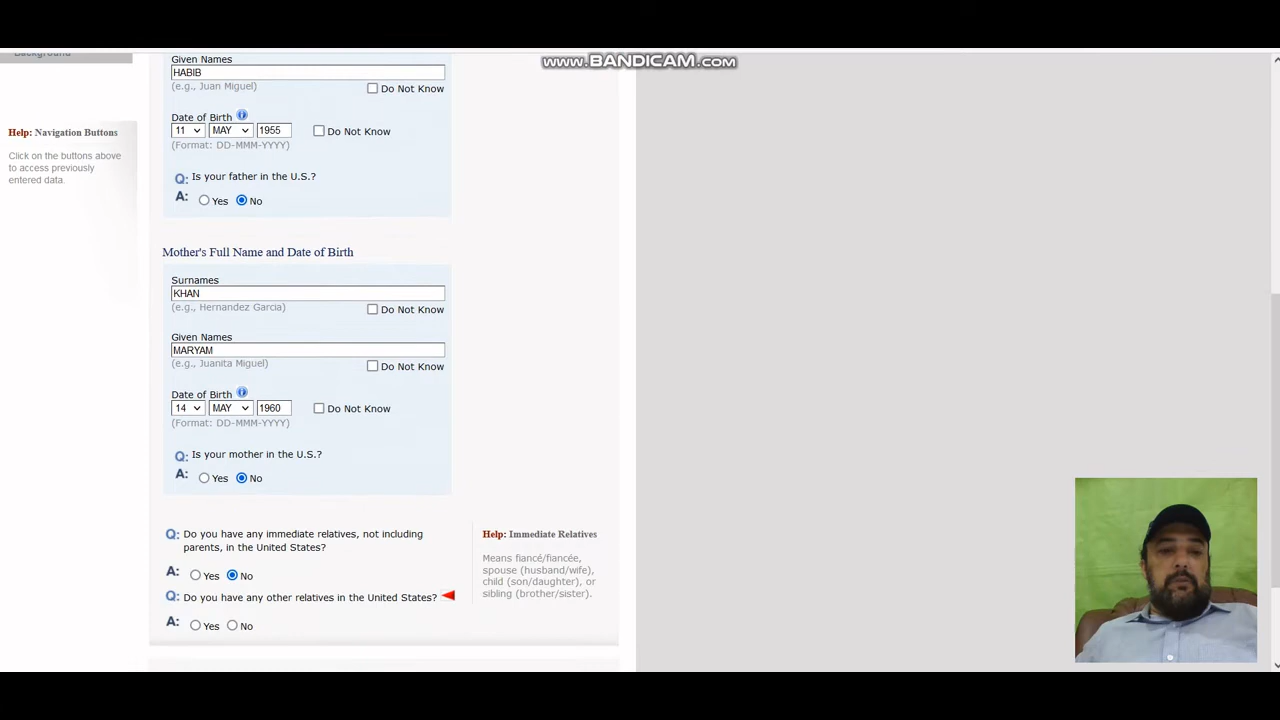 Background
www.BANDICAM.com
Given Names
HABIB
(e.g., Juan Miguel)
Do Not Know
Date of Birth
11 MAY 1955
Do Not Know
(Format: DD-MMM-YYYY)
Q: Is your father in the U.S.?
A: Yes No
Help: Navigation Buttons
Click on the buttons above
to access previously
entered data.
Mother's Full Name and Date of Birth
Surnames
KHAN
(e.g., Hernandez Garcia)
Do Not Know
Given Names
MARYAM
(e.g., Juanita Miguel)
Do Not Know
Date of Birth
14 MAY 1960
Do Not Know
(Format: DD-MMM-YYYY)
Q: Is your mother in the U.S.?
A: Yes No
Q: Do you have any immediate relatives, not including
parents, in the United States?
A: Yes No
Q: Do you have any other relatives in the United States?
A: Yes No
Help: Immediate Relatives
Means fiancé/fiancée,
spouse (husband/wife),
child (son/daughter), or
sibling (brother/sister).